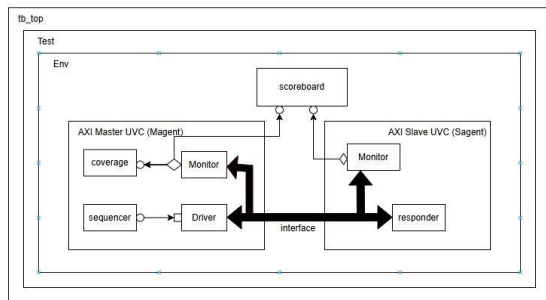 tb_top
Test
Env
scoreboard
AXI Master UVC (Magent)
AXI Slave UVC (Sagent)
coverage
Monitor
Monitor
sequencer
Driver
responder
interface